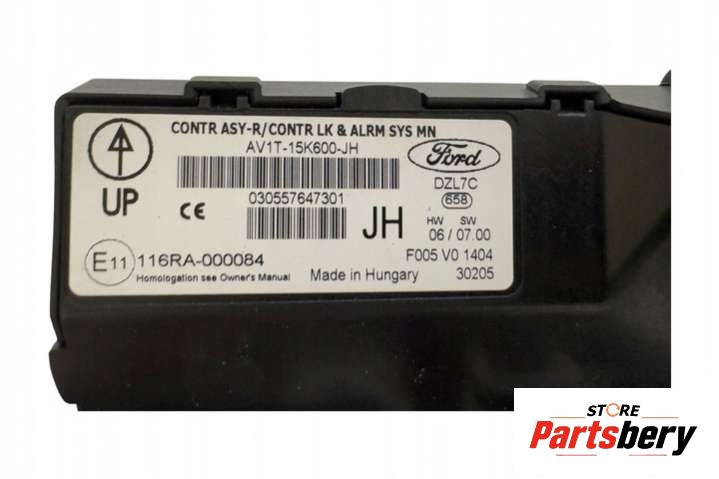 CONTR ASY-R/CONTR LK & ALRM SYS MN
AV1T-15K600-JH
Ford
DZL7C
658
030557647301
UP
CE
JH
HW SW
06 / 07.00
E11 116RA-000084
F005 V0 1404
Homologation see Owner's Manual
Made in Hungary
30205
STORE
Partsbery